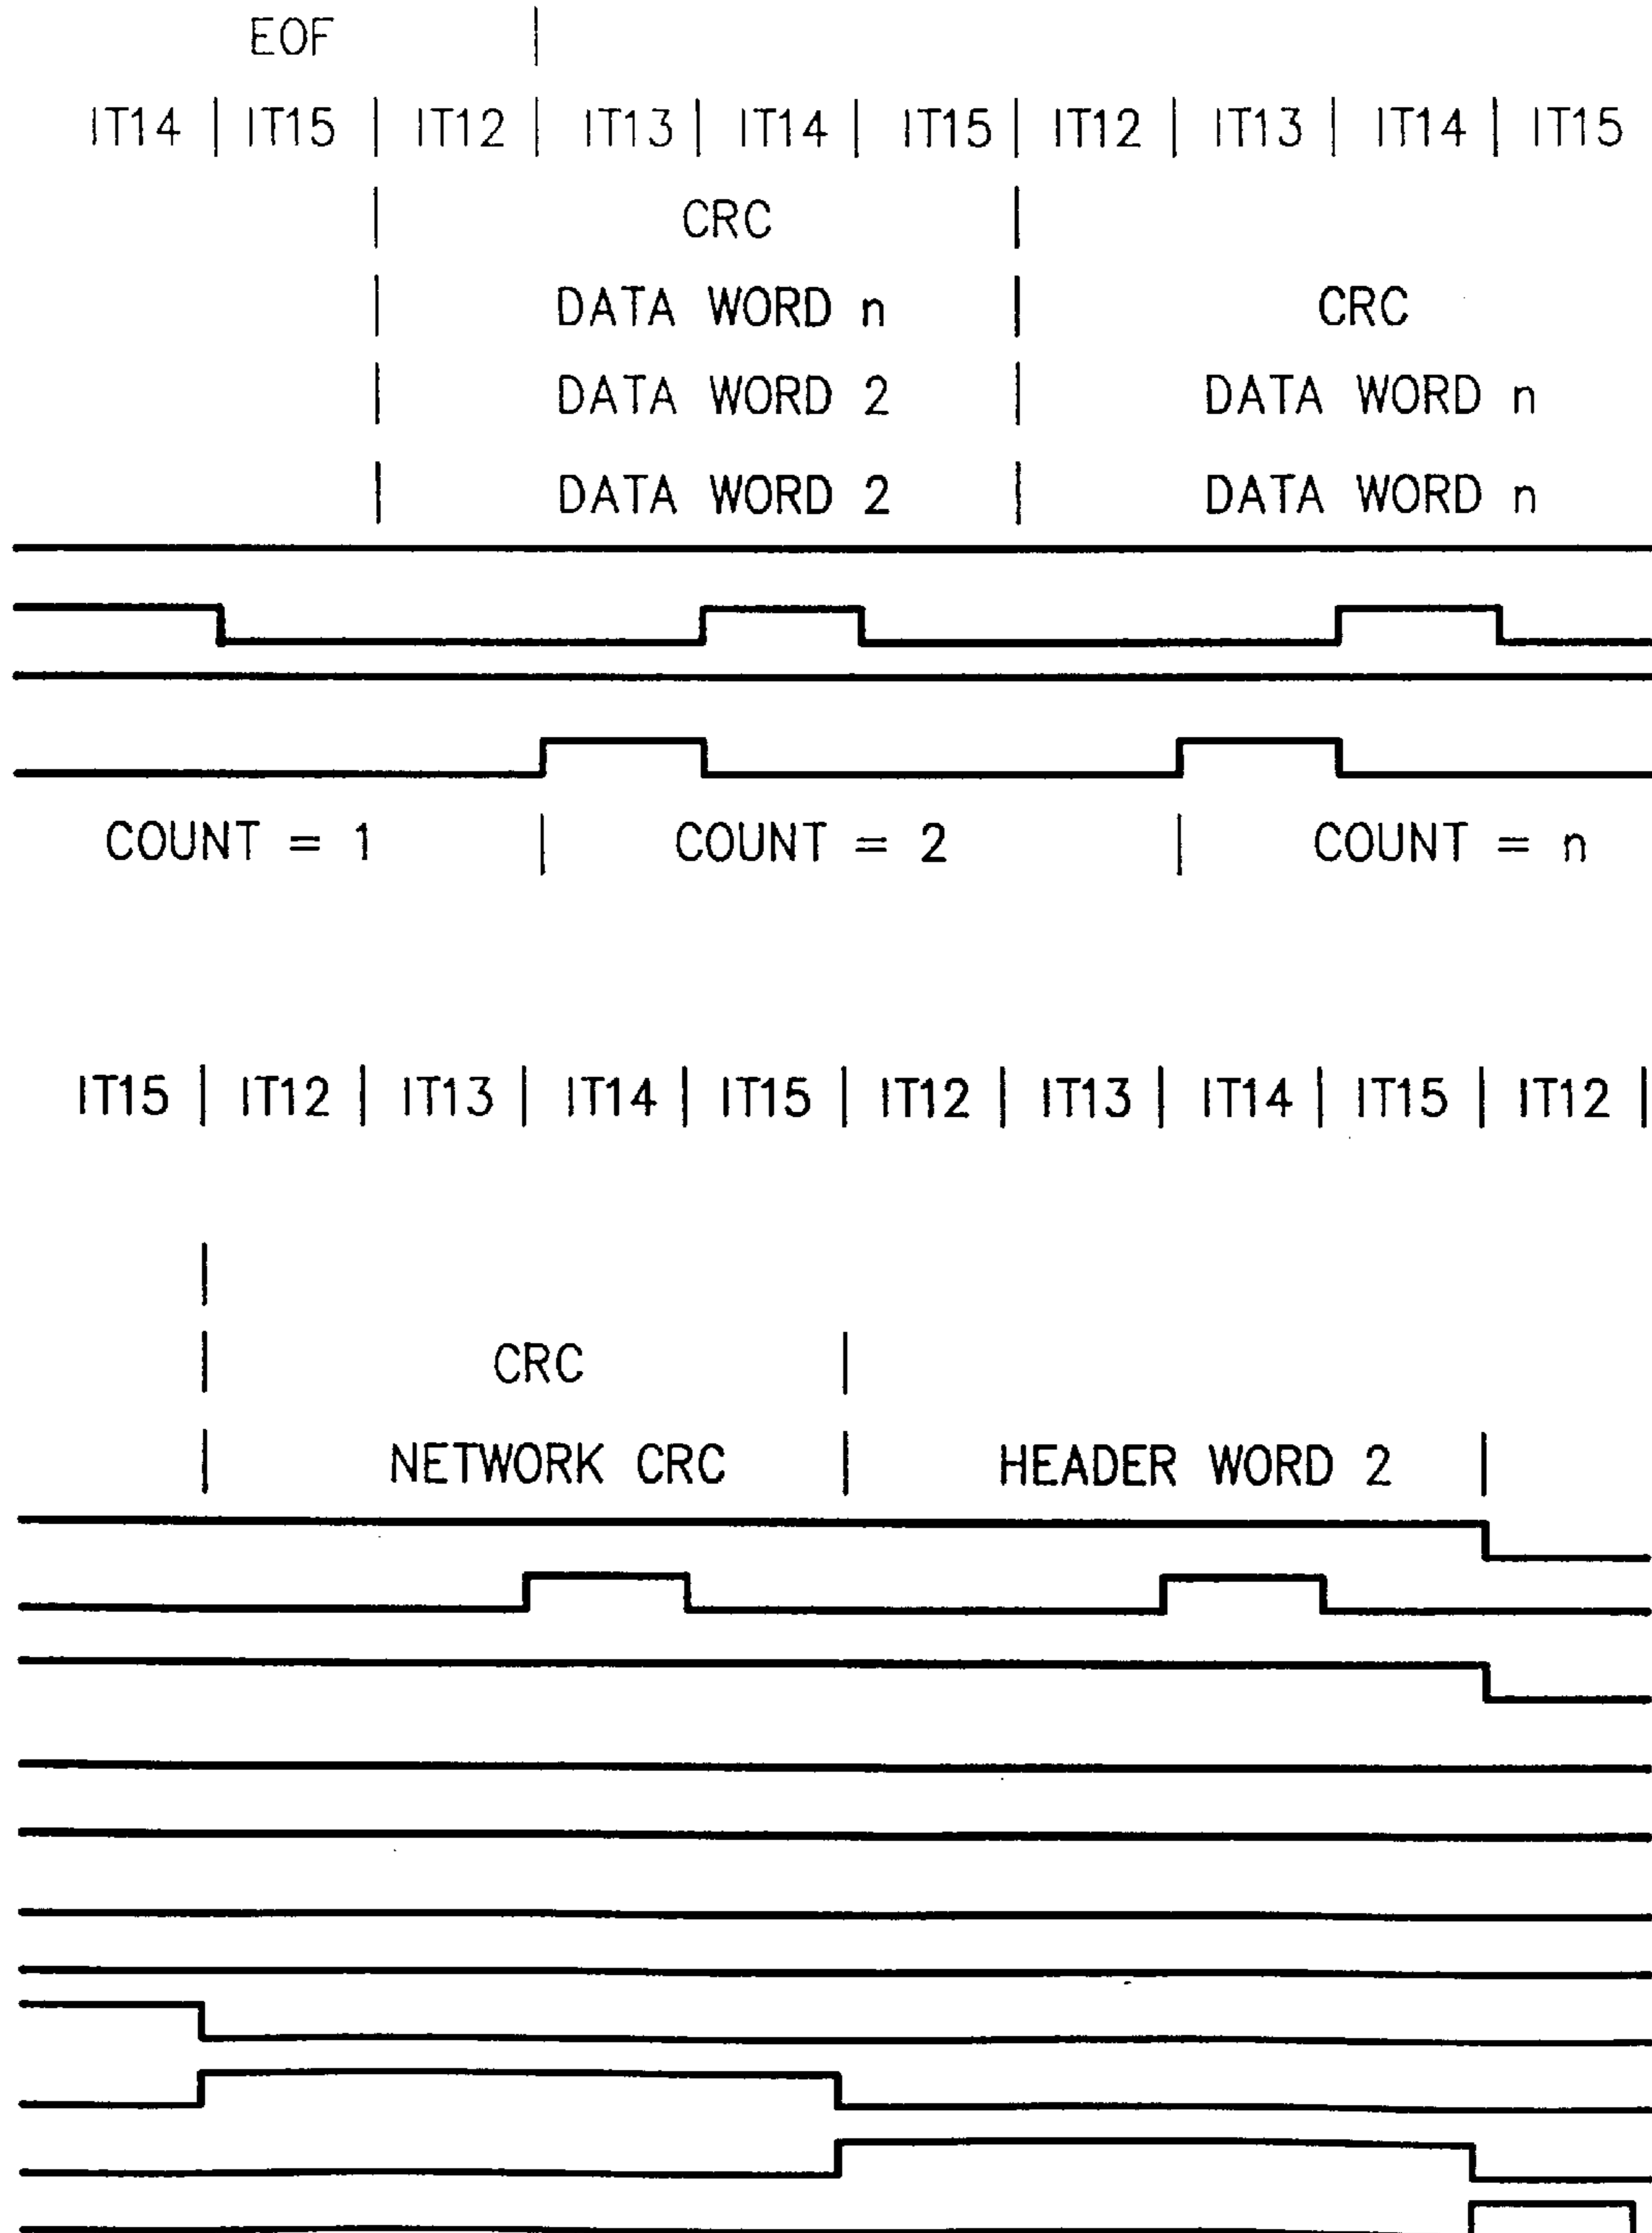 EOF |
IT14 | IT15 | IT12 | IT13 | IT14 | IT15 | IT12 | IT13 | IT14 | IT15
| CRC |
| DATA WORD n | CRC
| DATA WORD 2 | DATA WORD n
| DATA WORD 2 | DATA WORD n
COUNT = 1 | COUNT = 2 | COUNT = n
IT15 | IT12 | IT13 | IT14 | IT15 | IT12 | IT13 | IT14 | IT15 | IT12 |
| CRC |
| NETWORK CRC | HEADER WORD 2 |